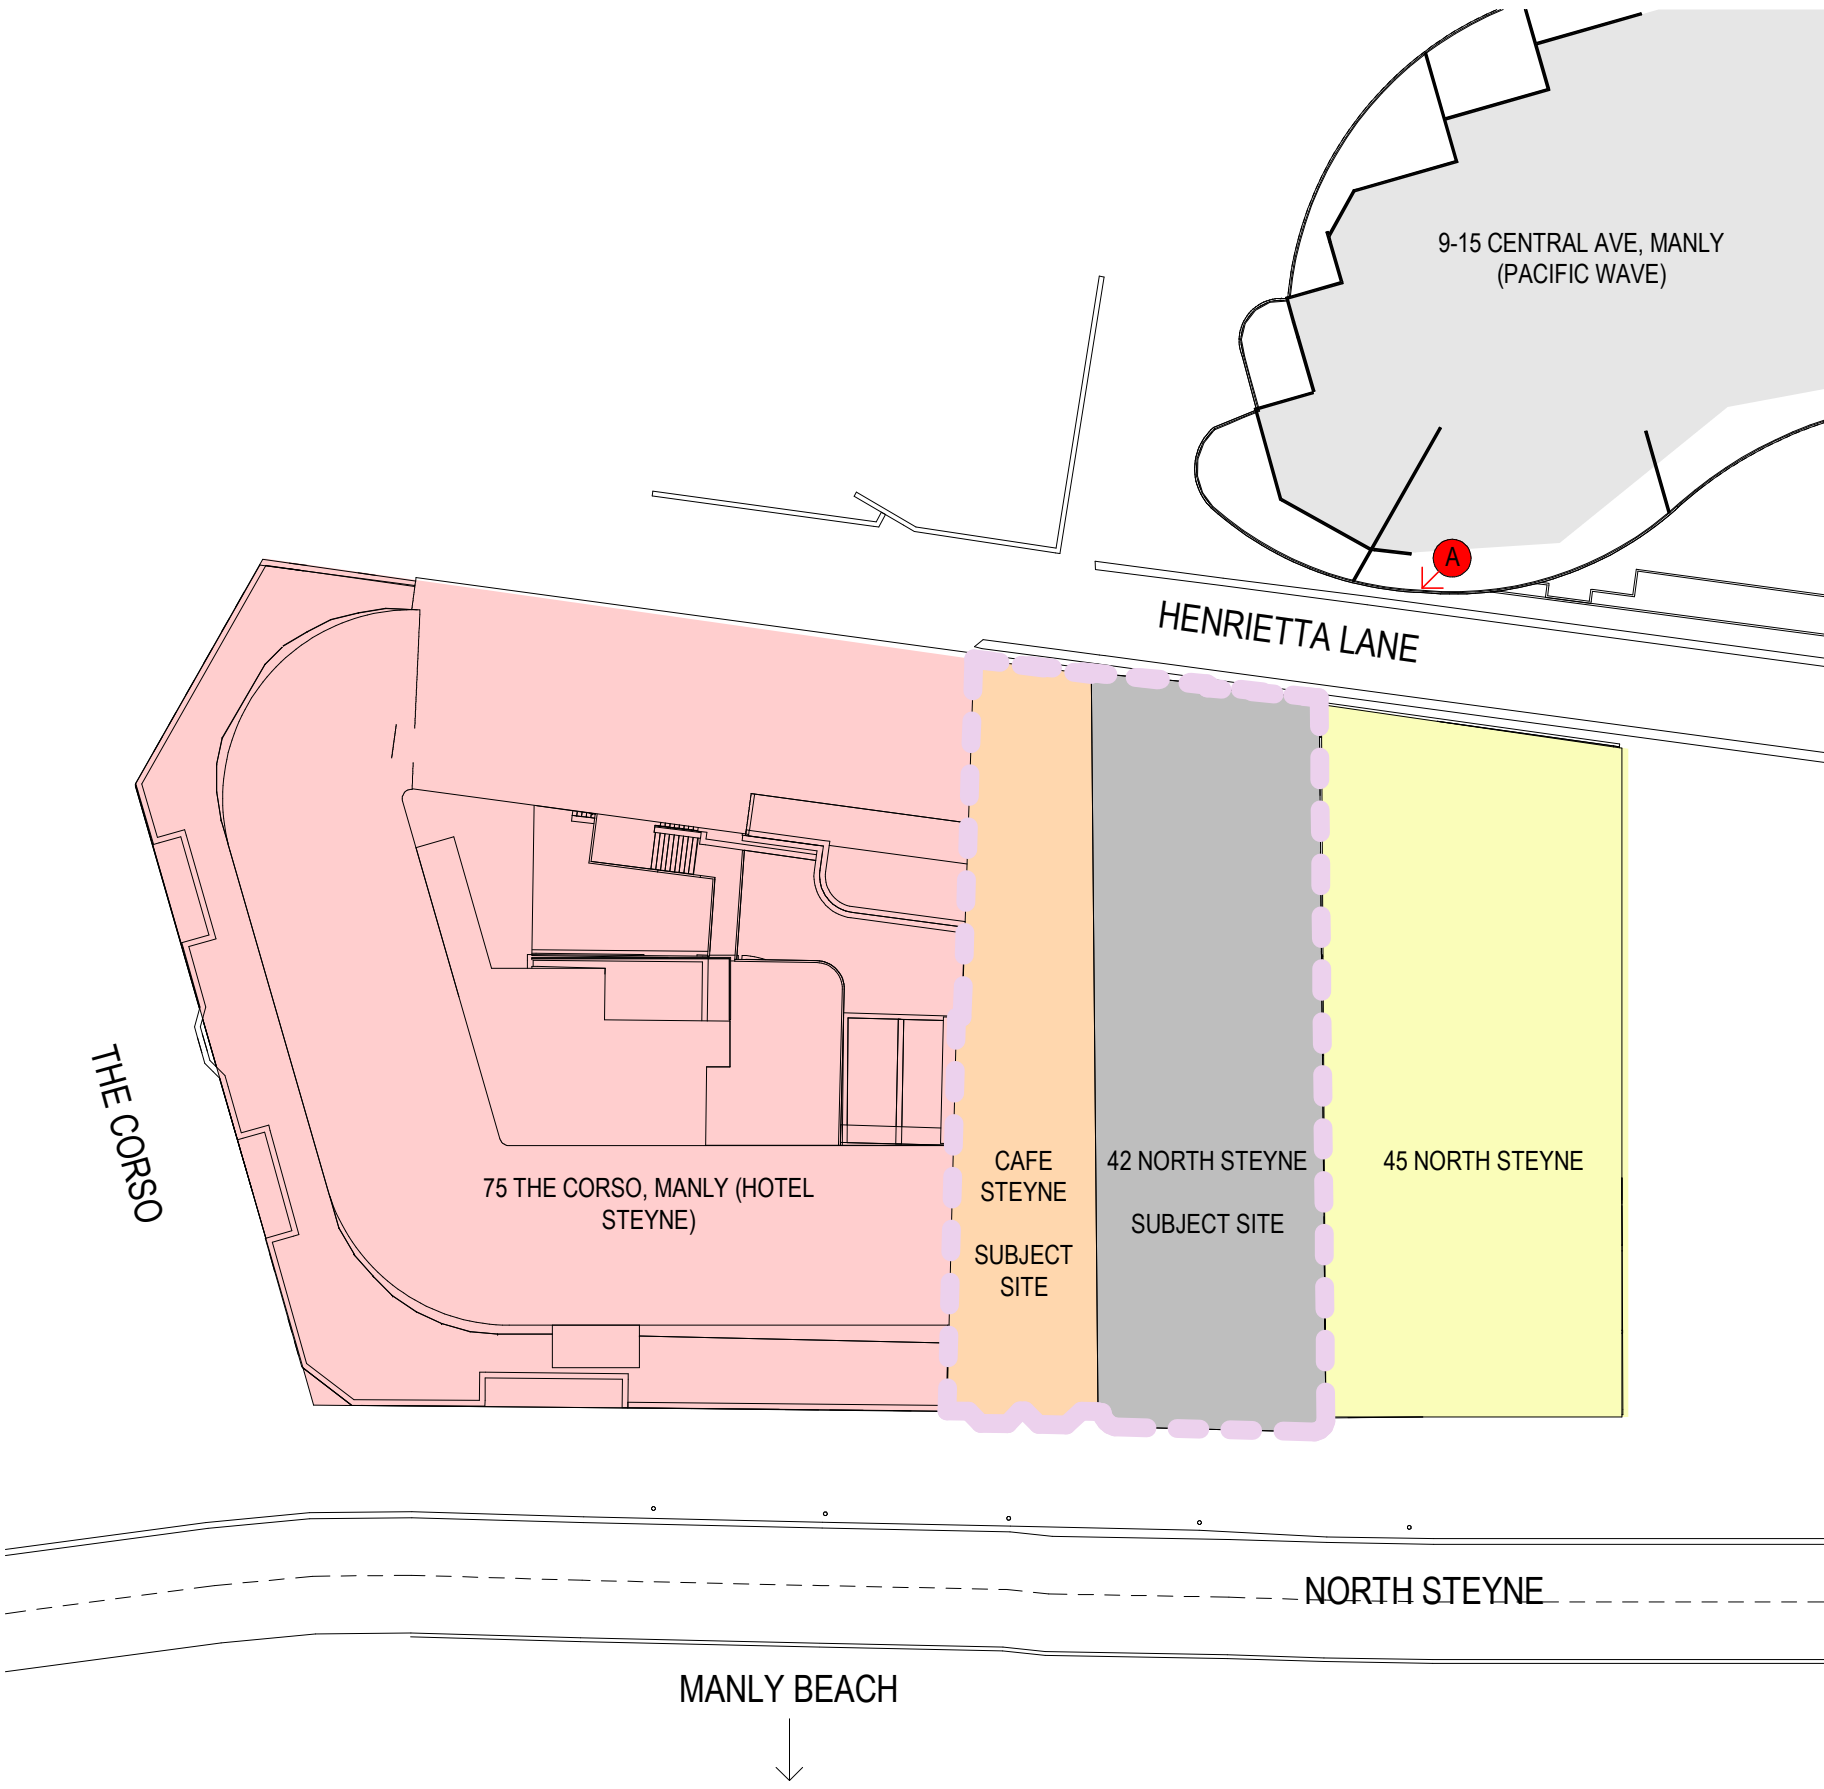 9-15 CENTRAL AVE, MANLY
(PACIFIC WAVE)
A
HENRIETTA LANE
THE CORSO
75 THE CORSO, MANLY (HOTEL
STEYNE)
CAFE
STEYNE
SUBJECT
SITE
42 NORTH STEYNE
SUBJECT SITE
45 NORTH STEYNE
NORTH STEYNE
MANLY BEACH